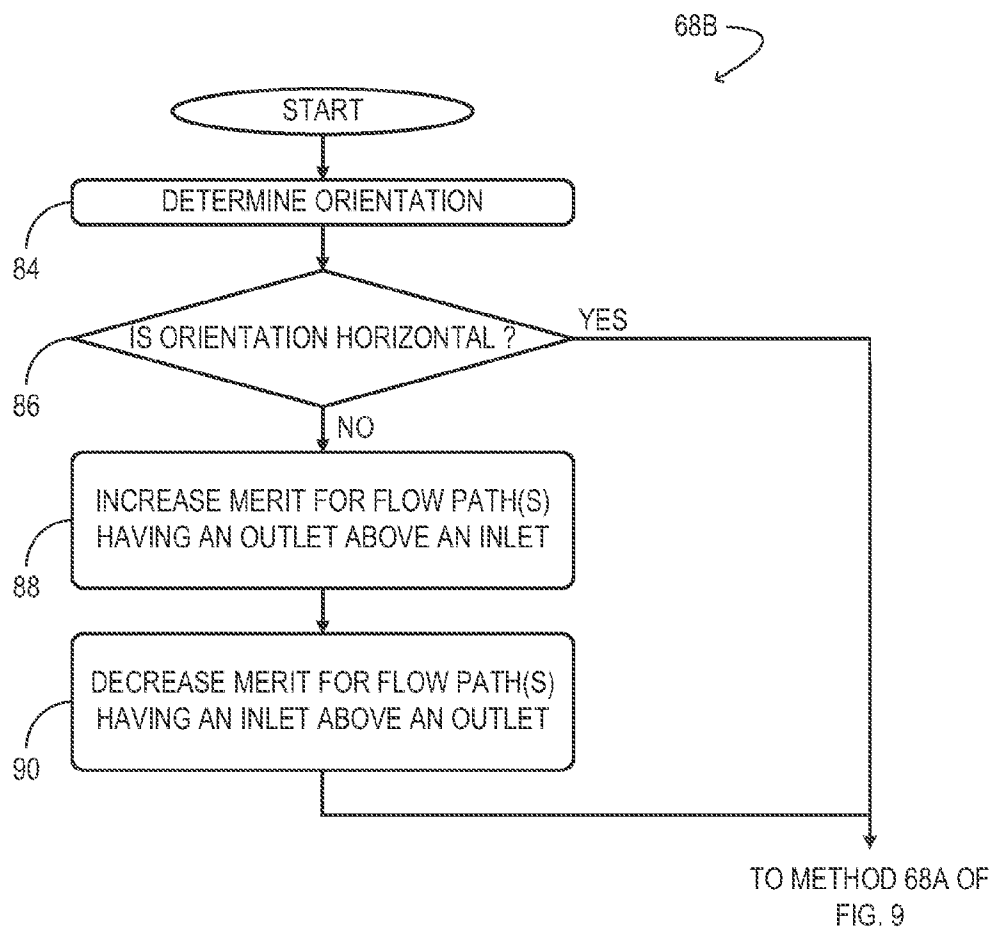 68B
START
DETERMINE ORIENTATION
84
IS ORIENTATION HORIZONTAL ?
YES
86
NO
INCREASE MERIT FOR FLOW PATH(S)
HAVING AN OUTLET ABOVE AN INLET
88
DECREASE MERIT FOR FLOW PATH(S)
HAVING AN INLET ABOVE AN OUTLET
90
TO METHOD 68A OF
FIG. 9